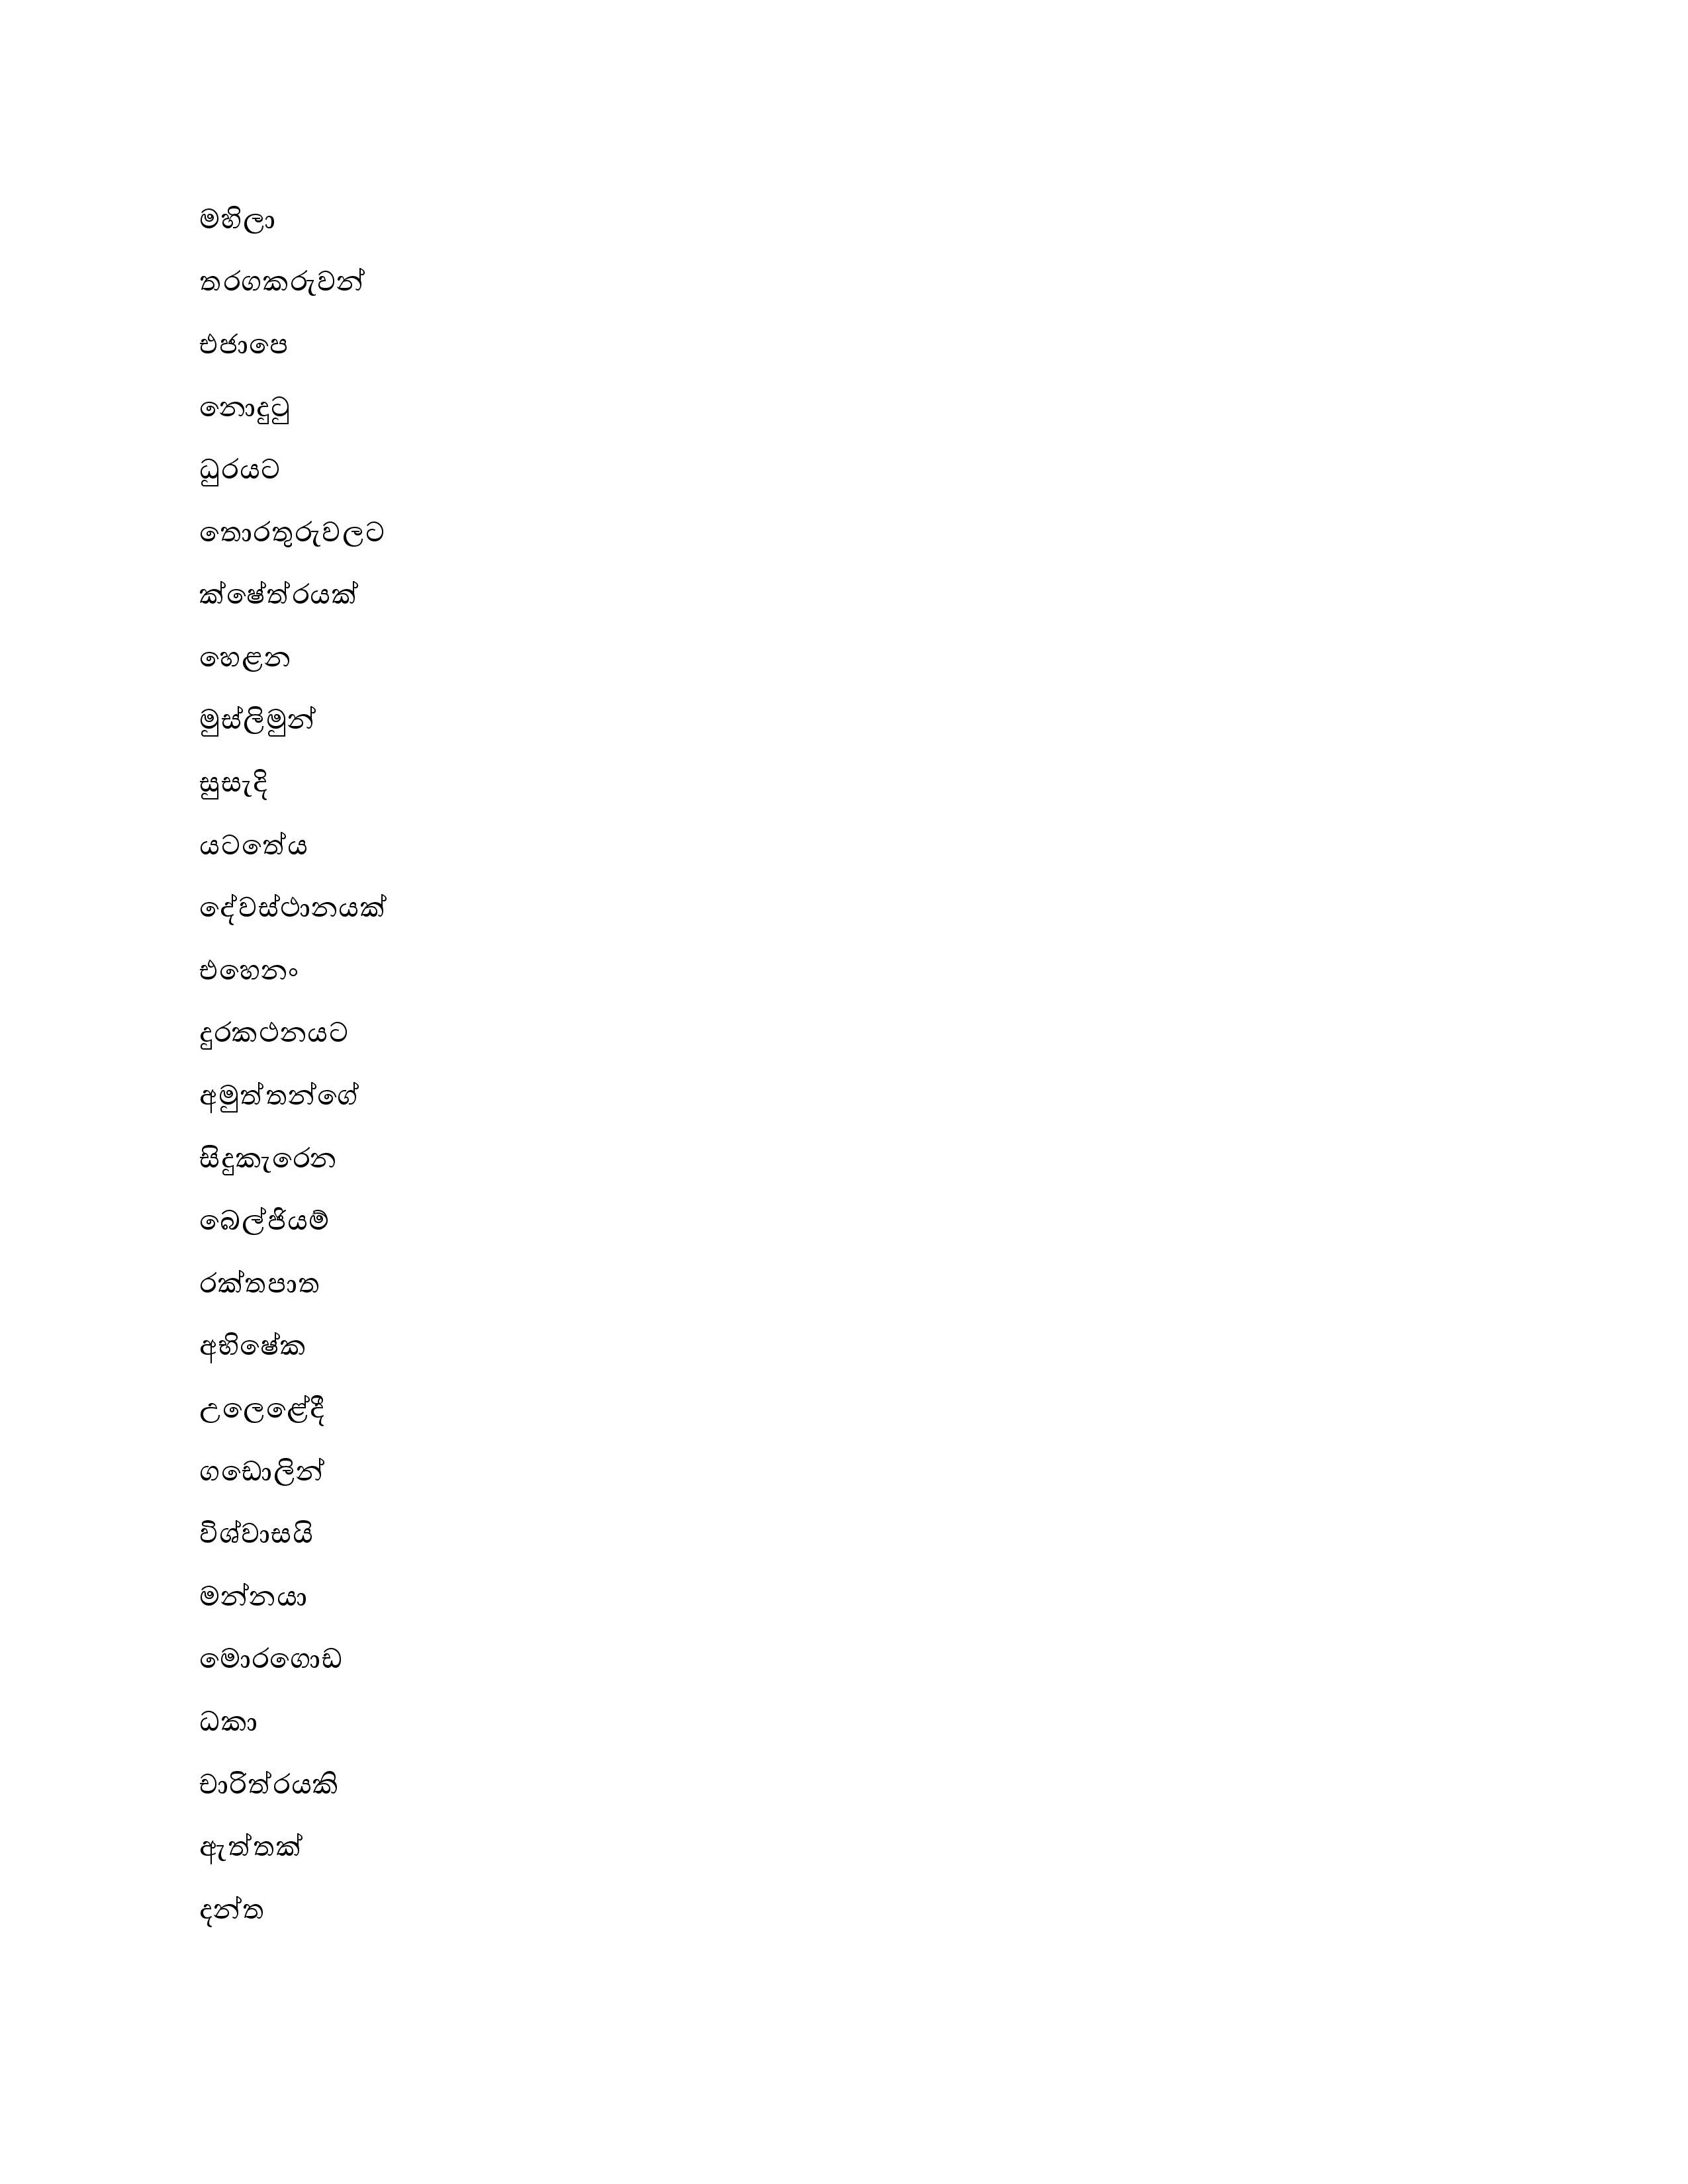 මහිලා
තරගකරුවන්
එජාපෙ
නොදුටු
ධුරයට
තොරතුරුවලට
ක්ෂේත්රයක්
හෙළන
මුස්ලිමුන්
සුසැදි
යටතේය
දේවස්ථානයක්
එහෙනං
දුරකථනයට
අමුත්තන්ගේ
සිදුකැරෙන
බෙල්ජියම්
රක්තපාත
අභිෂේක
උලෙළේදී
ගඩොලින්
විශ්වාසයි
මන්නයා
මොරගොඩ
ධකා
චාරිත්රයකි
ඇත්තක්
දන්ත